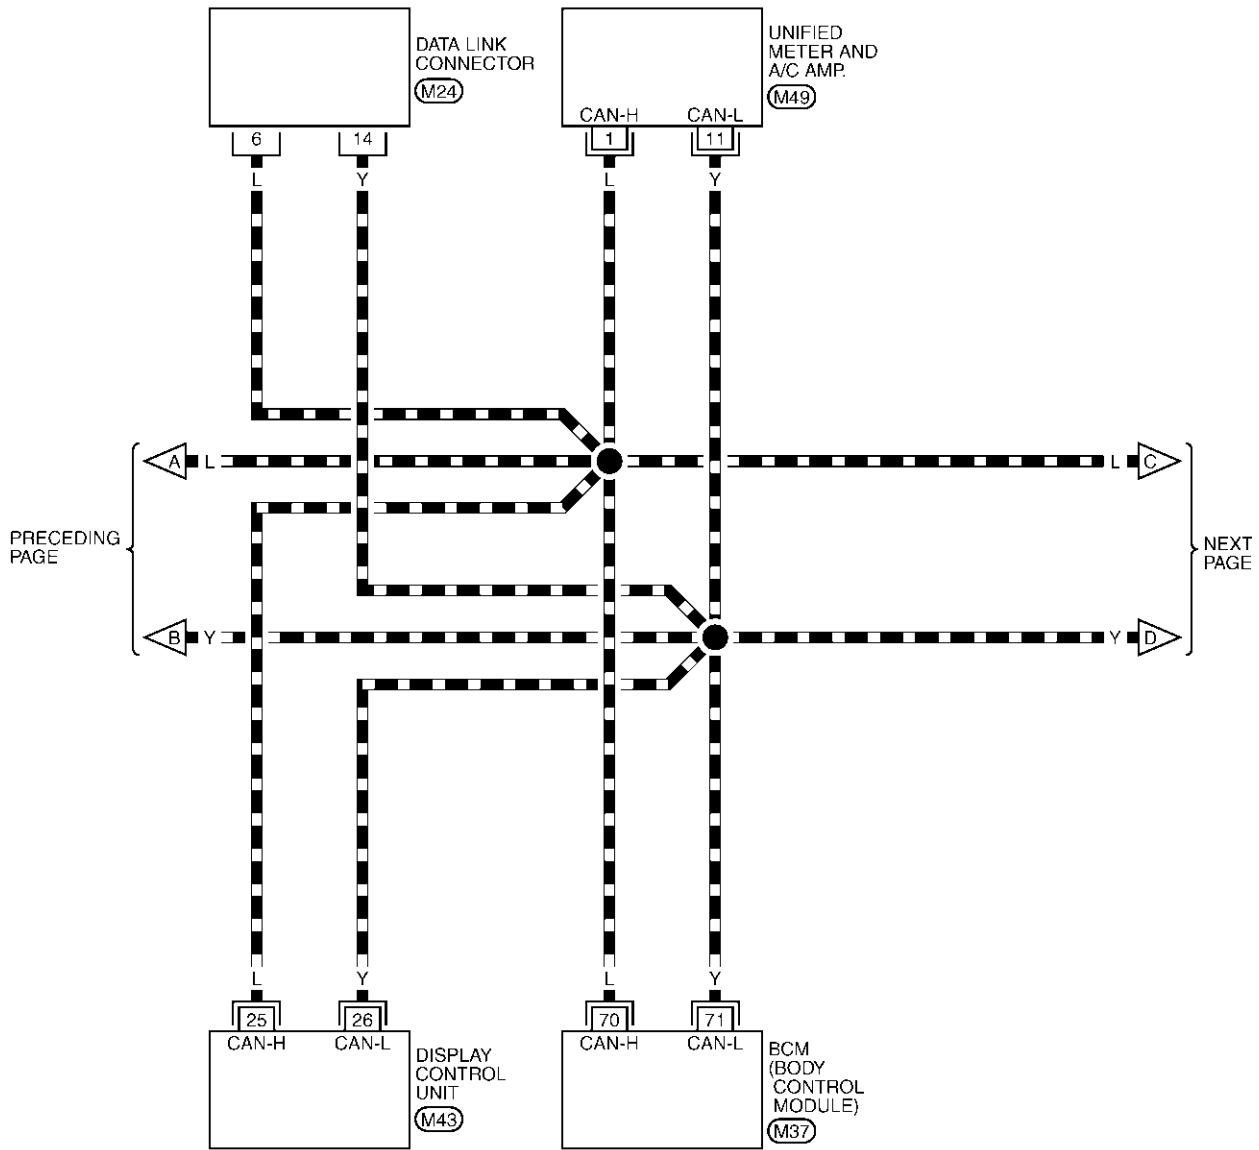 DATA LINK
CONNECTOR
M24
UNIFIED
METER AND
A/C AMP.
M49
CAN-H
CAN-L
6
14
1
11
L
Y
L
Y
A
L
L
C
PRECEDING
PAGE
NEXT
PAGE
B
Y
Y
D
L
Y
L
Y
25
26
70
71
CAN-H
CAN-L
CAN-H
CAN-L
DISPLAY
CONTROL
UNIT
M43
BCM
(BODY
CONTROL
MODULE)
M37